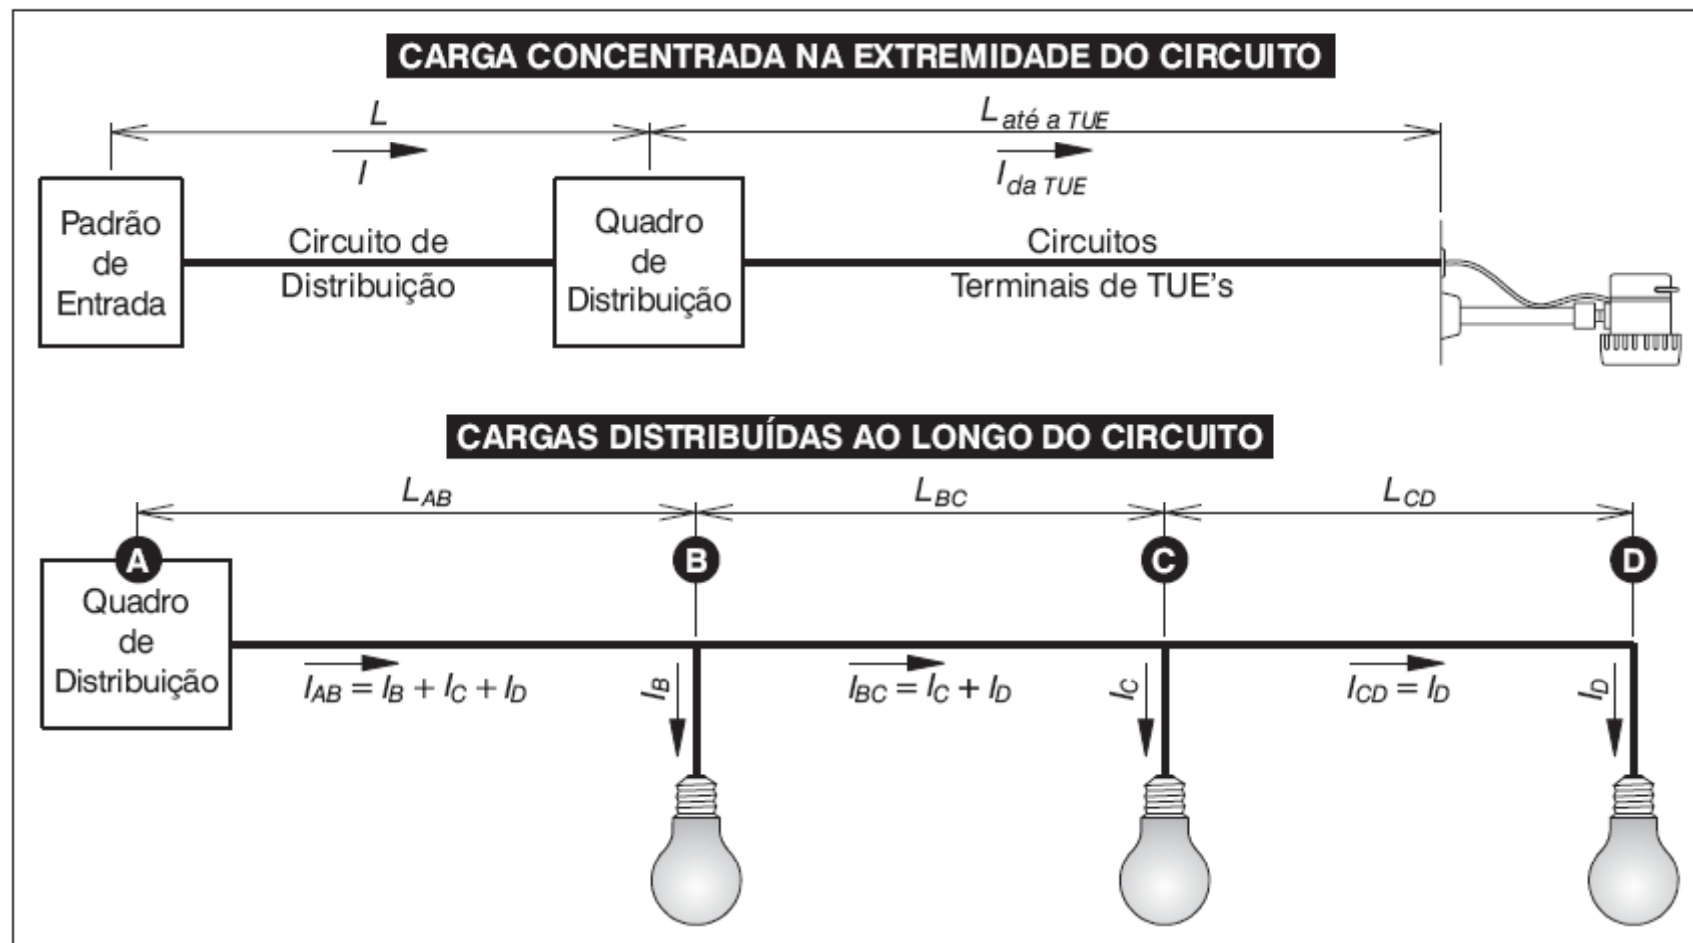 CARGA CONCENTRADA NA EXTREMIDADE DO CIRCUITO
L
L até a TUE
I
I da TUE
Padrão
de
Entrada
Circuito de
Distribuição
Quadro
de
Distribuição
Circuitos
Terminais de TUE's
CARGAS DISTRIBUÍDAS AO LONGO DO CIRCUITO
L AB
L BC
L CD
A
B
C
D
Quadro
de
Distribuição
I AB = I B + I C + I D
I B
I BC = I C + I D
I C
I CD = I D
I D